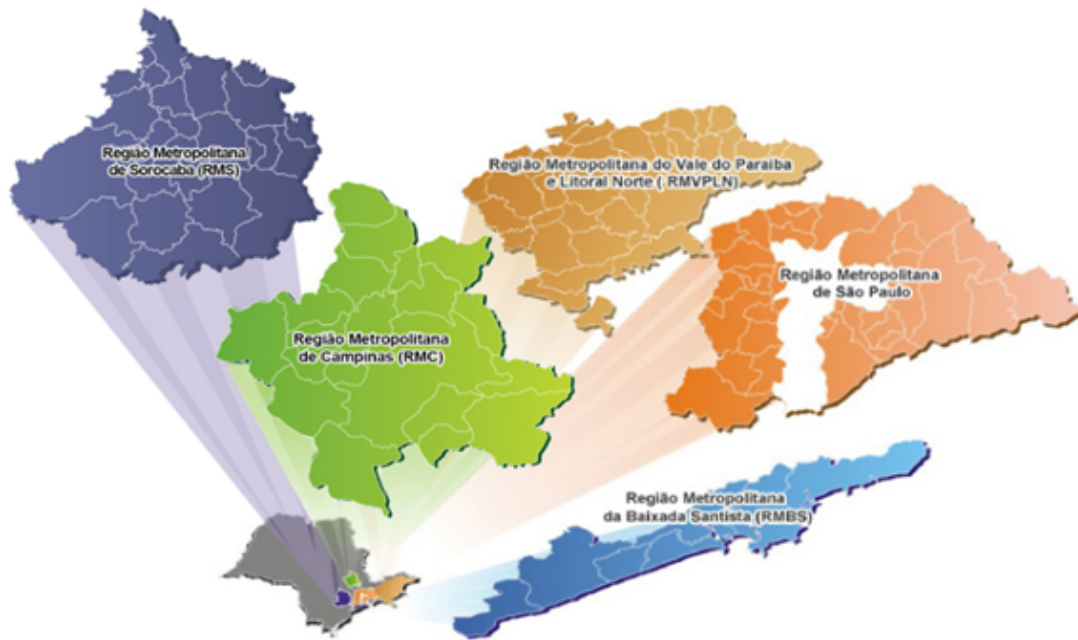 Região Metropolitana
de Sorocaba (RMS)
Região Metropolitana do Vale do Paraiba
e Litoral Norte ( RMVPLN)
Região Metropolitana
de São Paulo
Região Metropolitana
de Campinas (RMC)
Região Metropolitana
da Baixada Santista (RMBS)